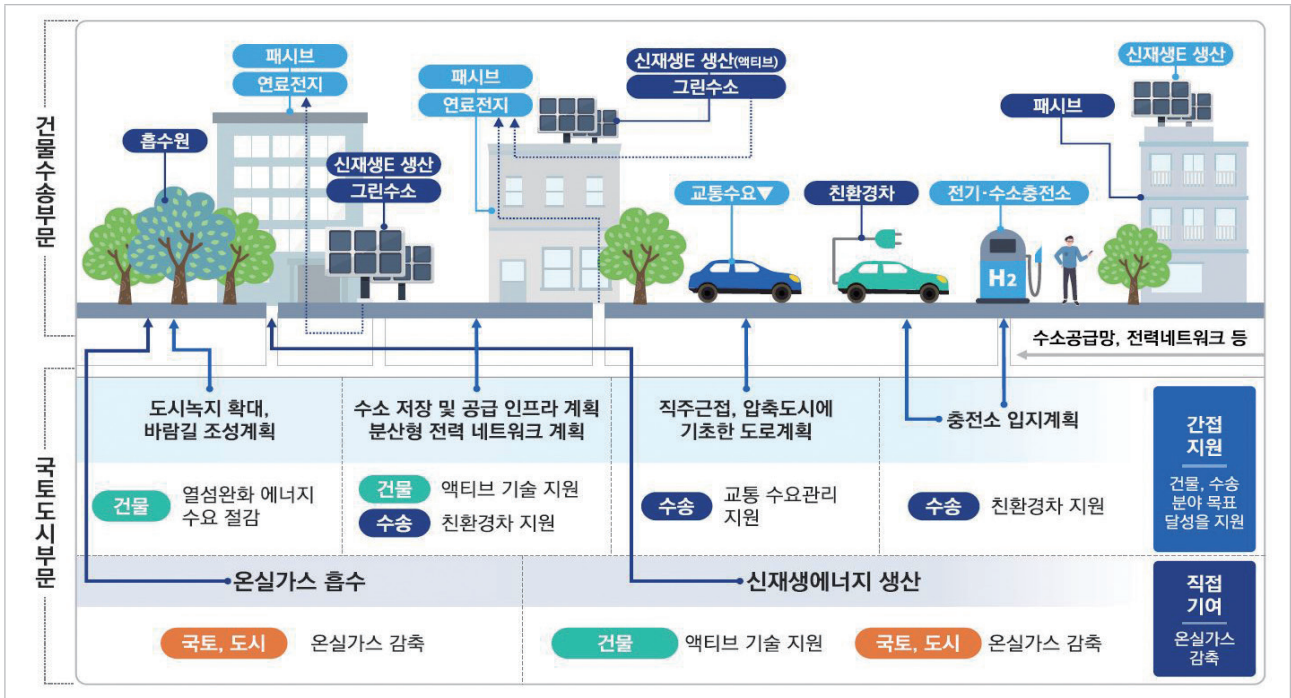 건물수송부문
패시브
연료전지
흡수원
신재생E 생산
그린수소
패시브
연료전지
신재생E 생산(액티브)
그린수소
신재생E 생산
패시브
교통수요▼
친환경차
전기·수소충전소
H2
수소공급망, 전력네트워크 등
국토도시부문
도시녹지 확대,
바람길 조성계획
수소 저장 및 공급 인프라 계획
분산형 전력 네트워크 계획
직주근접, 압축도시에
기초한 도로계획
충전소 입지계획
간접
지원
건물, 수송
분야 목표
달성을 지원
건물 열섬완화 에너지
수요 절감
건물 액티브 기술 지원
수송 친환경차 지원
수송 교통 수요관리
지원
수송 친환경차 지원
온실가스 흡수
신재생에너지 생산
직접
기여
온실가스
감축
국토, 도시 온실가스 감축
건물 액티브 기술 지원
국토, 도시 온실가스 감축